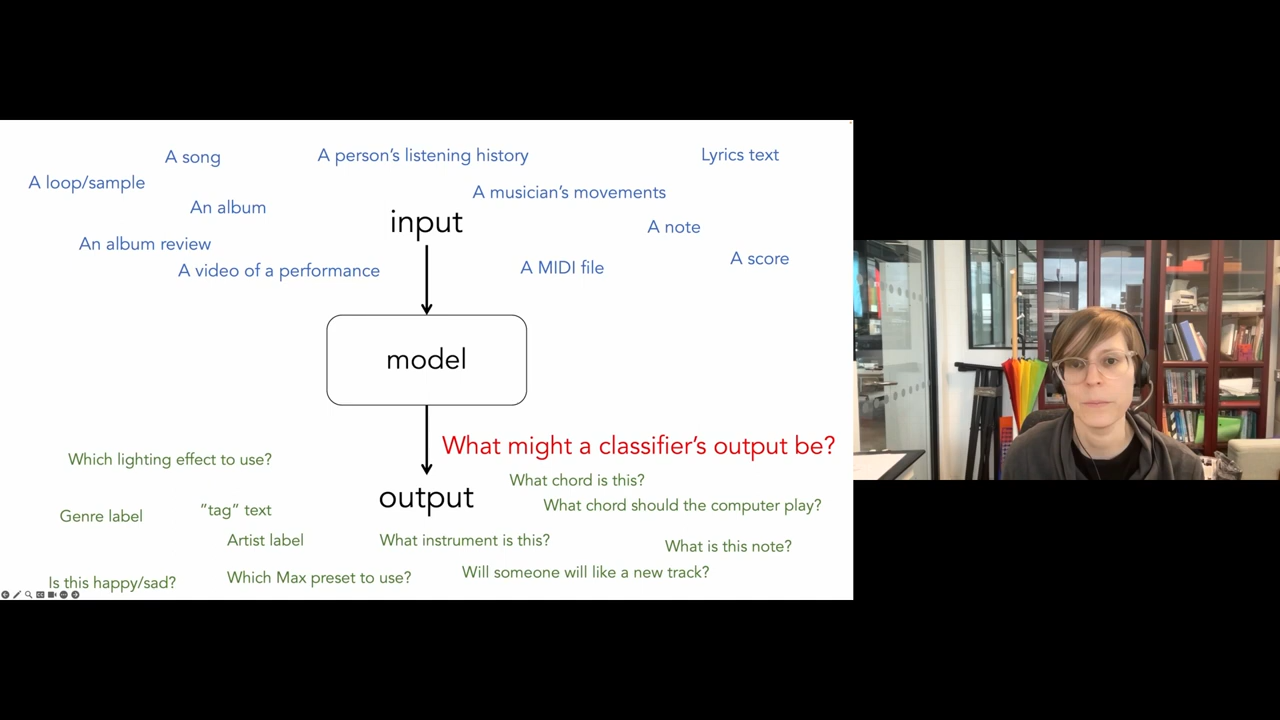 A song
A person's listening history
Lyrics text
A loop/sample
A musician's movements
An album
input
A note
An album review
A score
A video of a performance
A MIDI file
model
What might a classifier's output be?
Which lighting effect to use?
What chord is this?
output
What chord should the computer play?
Genre label
”tag” text
Artist label
What instrument is this?
What is this note?
Is this happy/sad?
Which Max preset to use?
Will someone will like a new track?